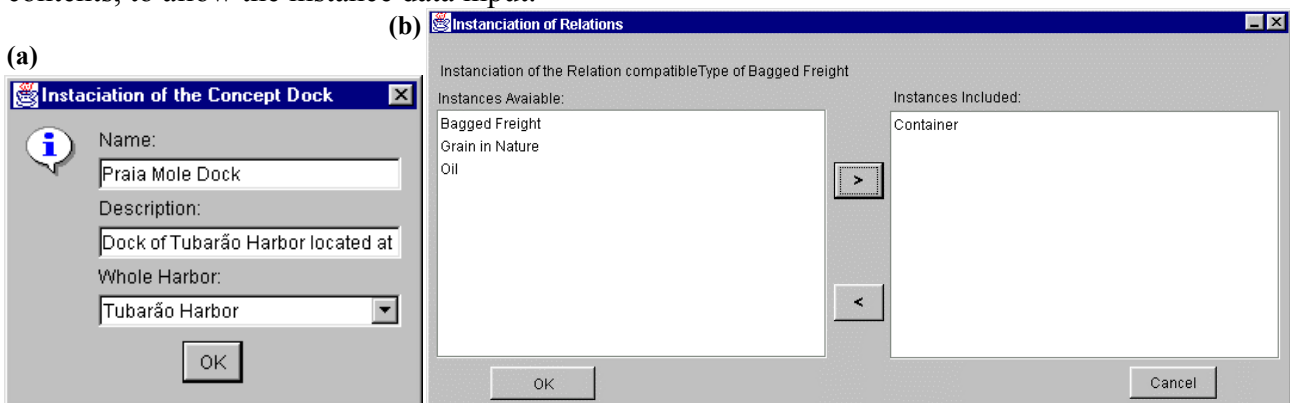 contents, to allow the instance data input.
(a)
Instaciation of the Concept Dock
Name:
Praia Mole Dock
Description:
Dock of Tubarão Harbor located at
Whole Harbor:
Tubarão Harbor
OK
(b)
Instanciation of Relations
Instanciation of the Relation compatibleType of Bagged Freight
Instances Avaiable:
Bagged Freight
Grain in Nature
Oil
>
<
Instances Included:
Container
OK
Cancel